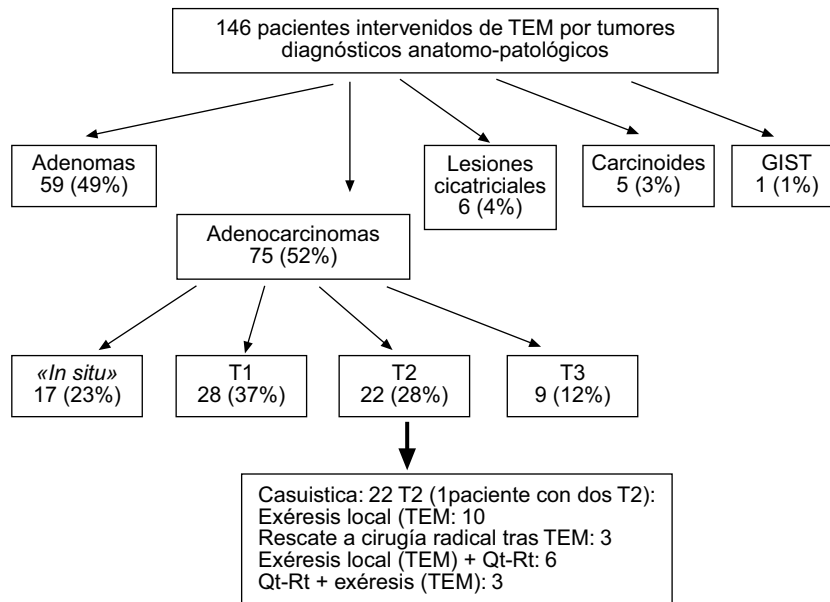 146 pacientes intervenidos de TEM por tumores
diagnósticos anatomo-patológicos
Adenomas
59 (49%)
Lesiones
cicatriciales
6 (4%)
Carcinoides
5 (3%)
GIST
1 (1%)
Adenocarcinomas
75 (52%)
«In situ»
17 (23%)
T1
28 (37%)
T2
22 (28%)
T3
9 (12%)
Casuistica: 22 T2 (1paciente con dos T2):
Exéresis local (TEM: 10
Rescate a cirugía radical tras TEM: 3
Exéresis local (TEM) + Qt-Rt: 6
Qt-Rt + exéresis (TEM): 3